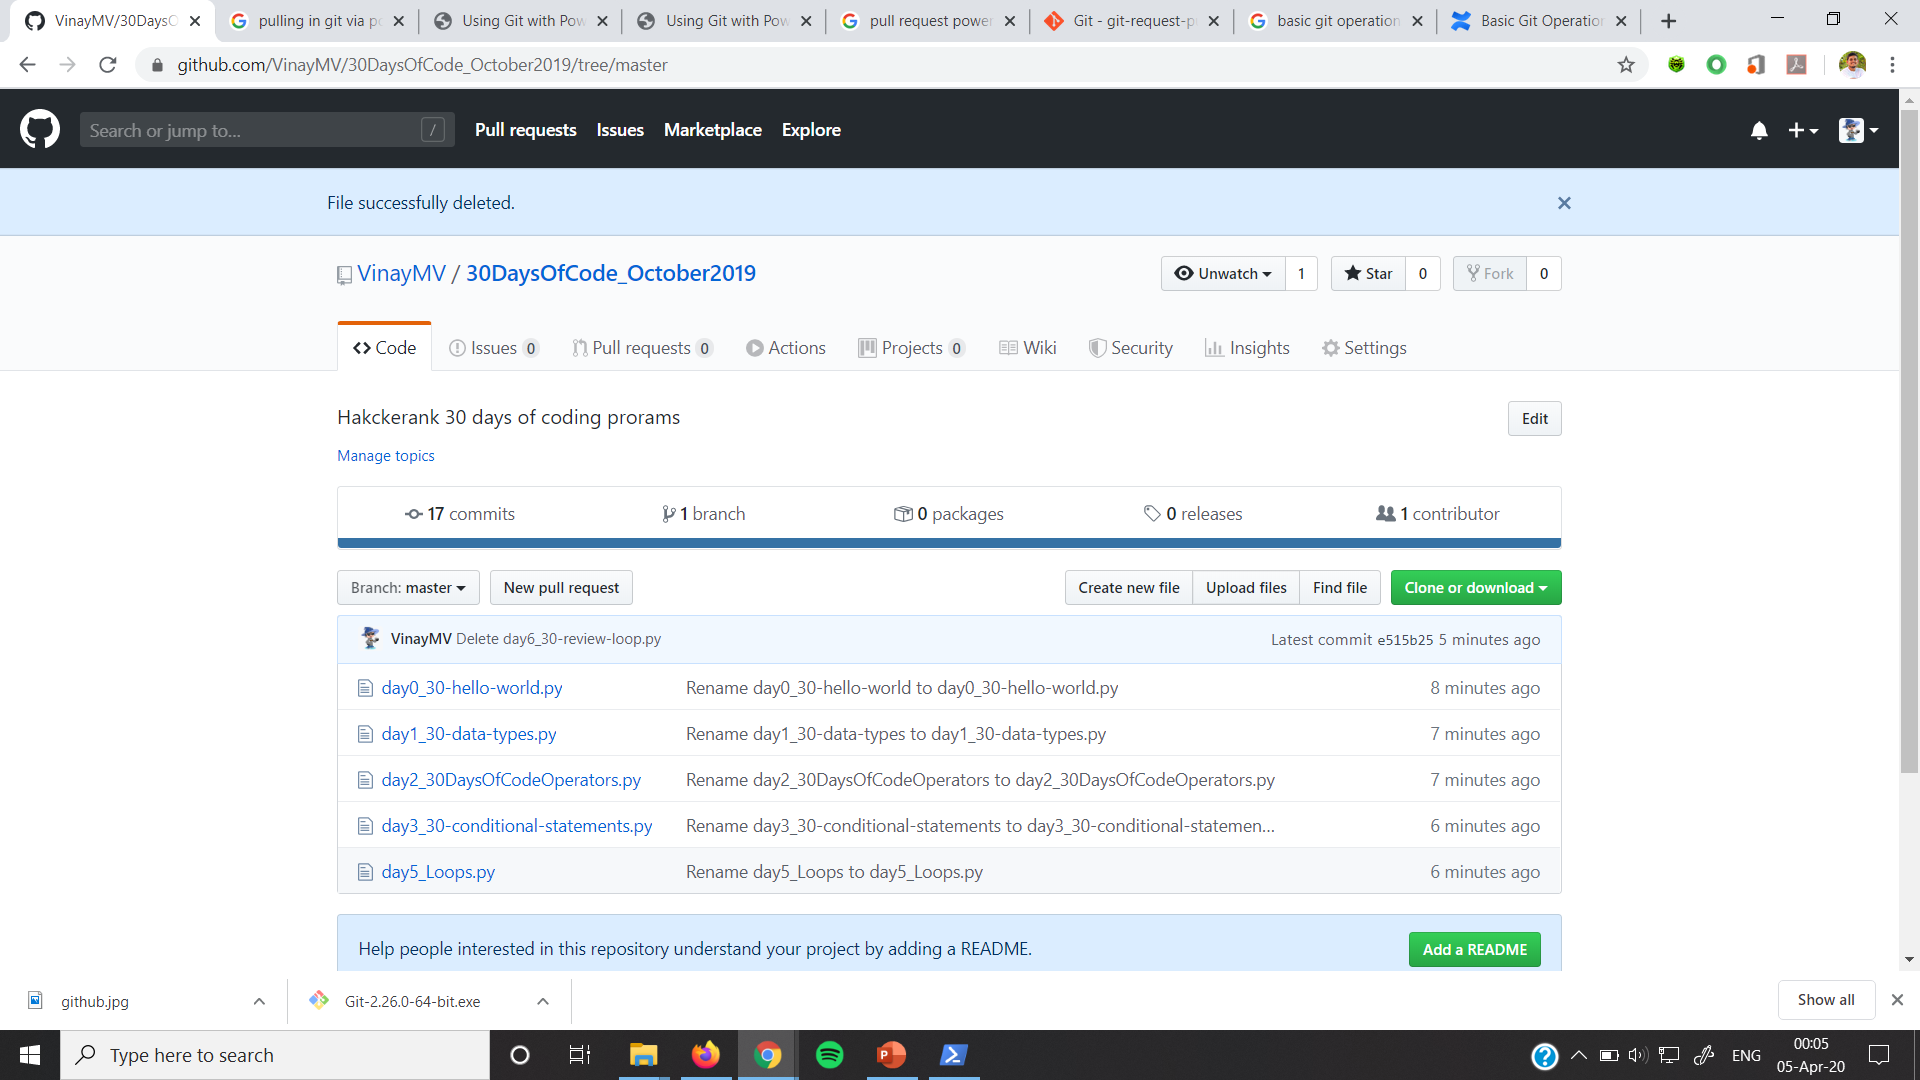 VinayMV/30DaysO
pulling in git via po
Using Git with Pow
Using Git with Pow
pull request power
Git - git-request-pu
basic git operation
Basic Git Operation
github.com/VinayMV/30DaysOfCode_October2019/tree/master
Search or jump to... /
Pull requests Issues Marketplace Explore
File successfully deleted.
VinayMV / 30DaysOfCode_October2019
Unwatch 1 Star 0 Fork 0
Code Issues 0 Pull requests 0 Actions Projects 0 Wiki Security Insights Settings
Hakckerank 30 days of coding prorams
Edit
Manage topics
17 commits 1 branch 0 packages 0 releases 1 contributor
Branch: master New pull request Create new file Upload files Find file Clone or download
VinayMV Delete day6_30-review-loop.py Latest commit e515b25 5 minutes ago
day0_30-hello-world.py Rename day0_30-hello-world to day0_30-hello-world.py 8 minutes ago
day1_30-data-types.py Rename day1_30-data-types to day1_30-data-types.py 7 minutes ago
day2_30DaysOfCodeOperators.py Rename day2_30DaysOfCodeOperators to day2_30DaysOfCodeOperators.py 7 minutes ago
day3_30-conditional-statements.py Rename day3_30-conditional-statements to day3_30-conditional-statemen... 6 minutes ago
day5_Loops.py Rename day5_Loops to day5_Loops.py 6 minutes ago
Help people interested in this repository understand your project by adding a README. Add a README
github.jpg Git-2.26.0-64-bit.exe Show all
Type here to search
ENG
00:05
05-Apr-20